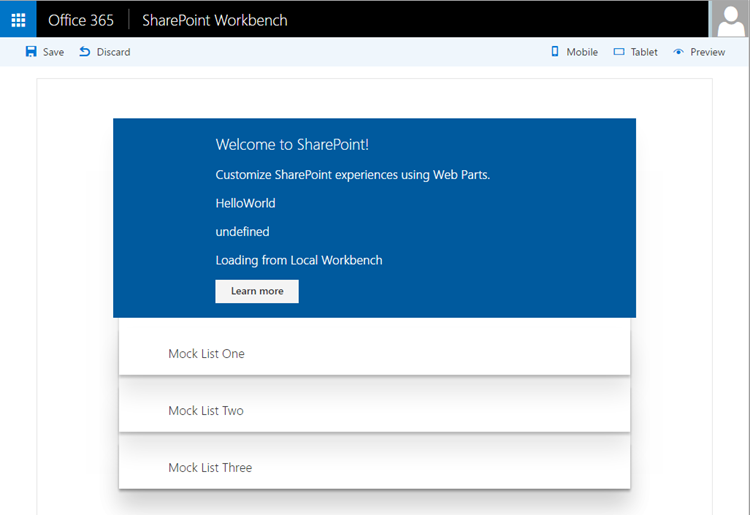 Office 365 SharePoint Workbench
Save Discard Mobile Tablet Preview
Welcome to SharePoint!
Customize SharePoint experiences using Web Parts.
HelloWorld
undefined
Loading from Local Workbench
Learn more
Mock List One
Mock List Two
Mock List Three